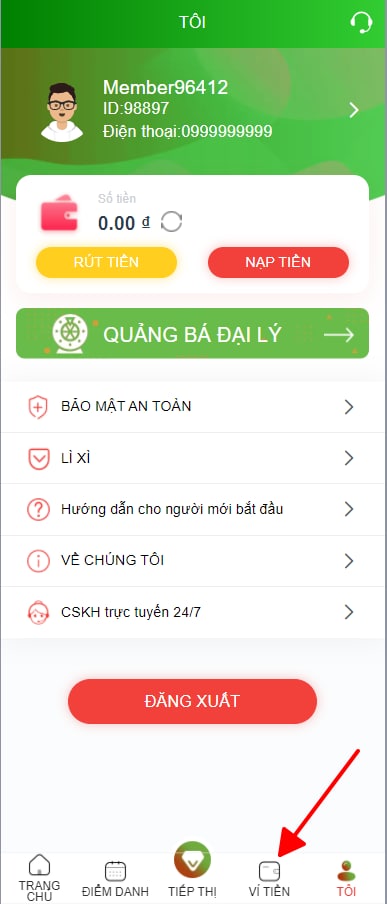 TÔI
Member96412
ID:98897
Điện thoại:0999999999
Số tiền
0.00 ₫
RÚT TIỀN
NẠP TIỀN
QUẢNG BÁ ĐẠI LÝ
BẢO MẬT AN TOÀN
LÌ XÌ
Hướng dẫn cho người mới bắt đầu
VỀ CHÚNG TÔI
CSKH trực tuyến 24/7
ĐĂNG XUẤT
TRANG
CHU
ĐIỂM DANH
TIẾP THỊ
VÍ TIỀN
TÔI